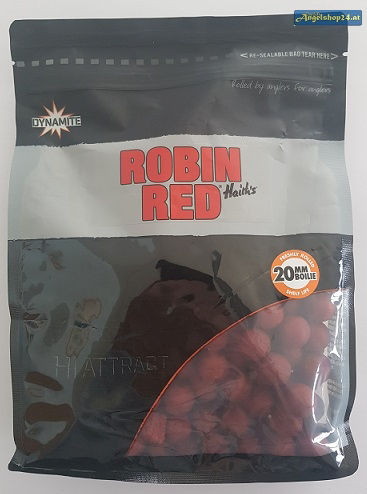 Angelshop24.at
RE-SEALABLE BAG TEAR HERE
Rolled by anglers for anglers
DYNAMITE
ROBIN
RED Haith's
FRESHLY ROLLED
20MM
BOILIE
SHELF LIFE
HI ATTRACT